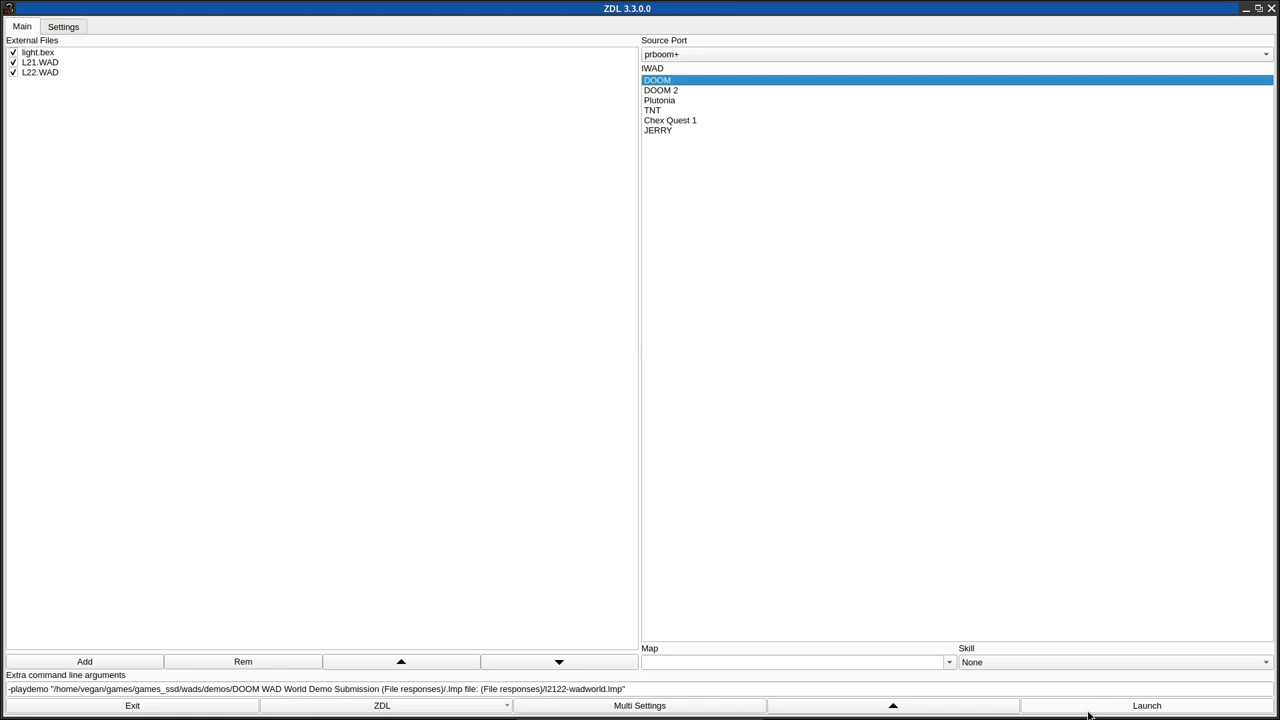 ZDL 3.3.0.0
Main
Settings
External Files
light.bex
L21.WAD
L22.WAD
Source Port
prboom+
IWAD
DOOM
DOOM 2
Plutonia
TNT
Chex Quest 1
JERRY
Map
Skill
None
Add
Rem
Extra command line arguments
-playdemo "/home/vegan/games/games_ssd/wads/demos/DOOM WAD World Demo Submission (File responses)/.lmp file: (File responses)/l2122-wadworld.lmp"
Exit
ZDL
Multi Settings
Launch